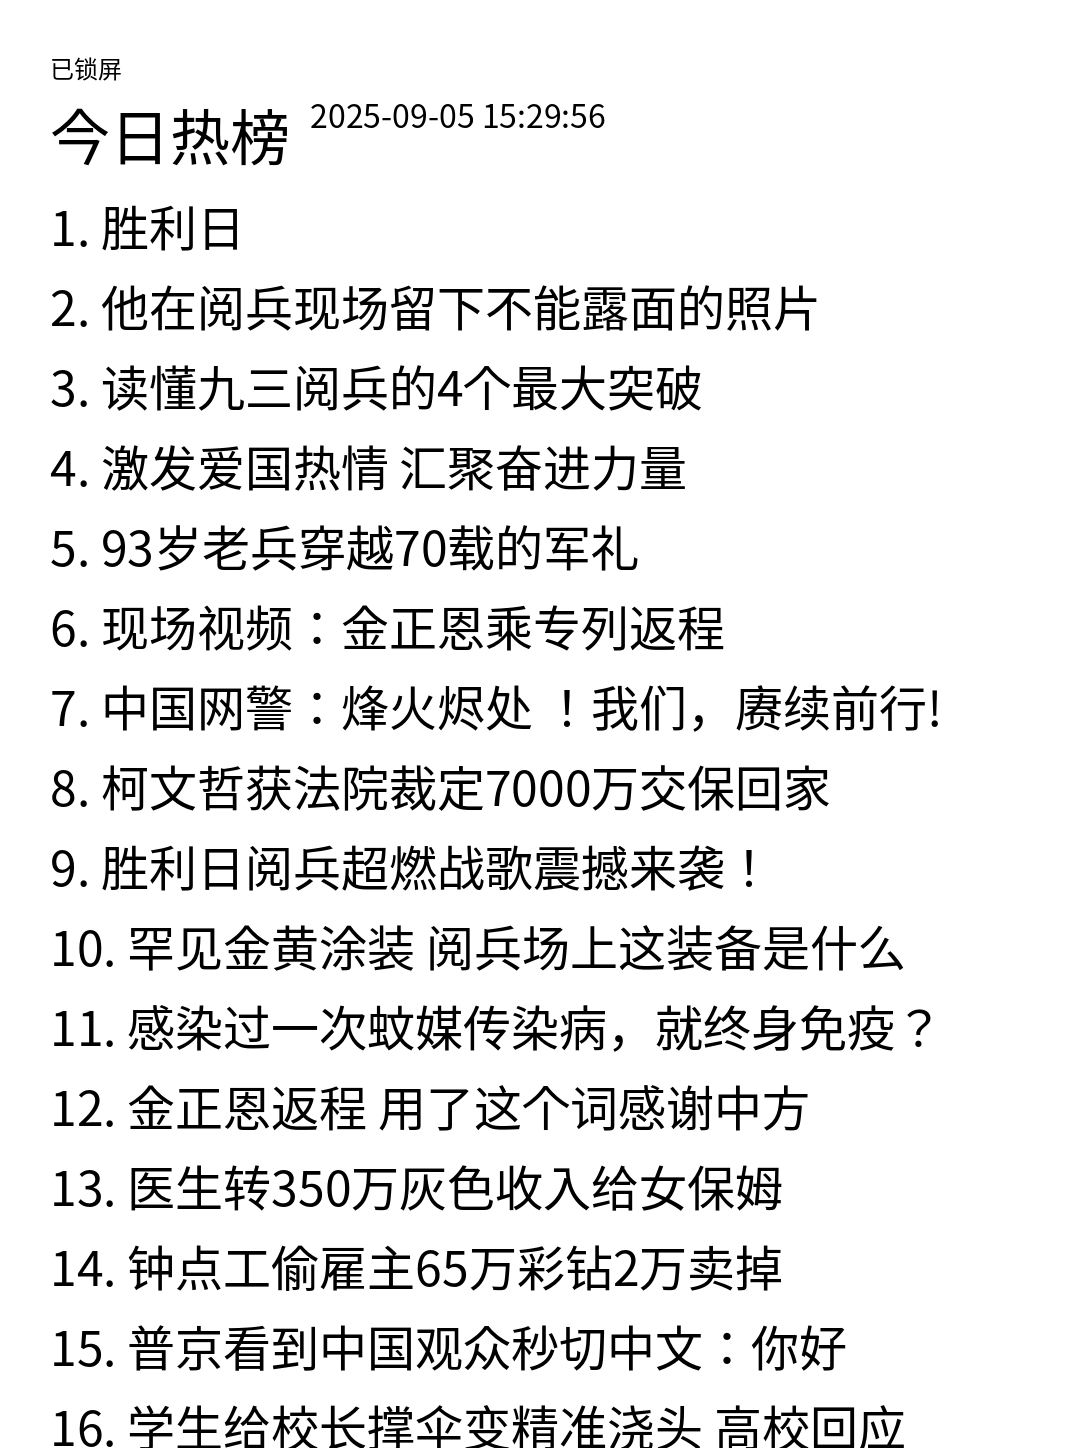 已锁屏
今日热榜 2025-09-05 15:29:56
1. 胜利日
2. 他在阅兵现场留下不能露面的照片
3. 读懂九三阅兵的4个最大突破
4. 激发爱国热情 汇聚奋进力量
5. 93岁老兵穿越70载的军礼
6. 现场视频：金正恩乘专列返程
7. 中国网警：烽火烬处 ！我们，赓续前行!
8. 柯文哲获法院裁定7000万交保回家
9. 胜利日阅兵超燃战歌震撼来袭！
10. 罕见金黄涂装 阅兵场上这装备是什么
11. 感染过一次蚊媒传染病，就终身免疫？
12. 金正恩返程 用了这个词感谢中方
13. 医生转350万灰色收入给女保姆
14. 钟点工偷雇主65万彩钻2万卖掉
15. 普京看到中国观众秒切中文：你好
16. 学生给校长撑伞变精准浇头 高校回应